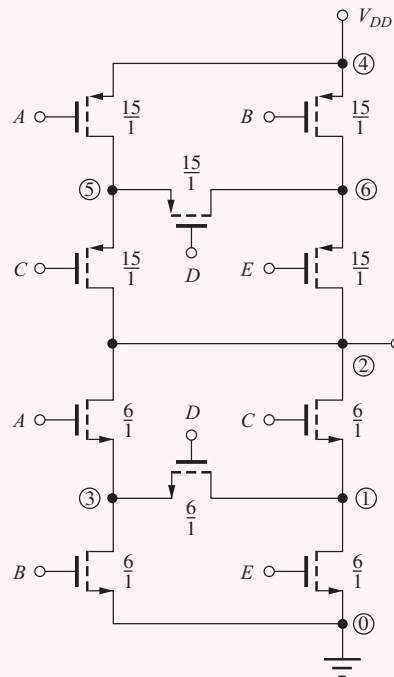 V_DD
④
A 15/1 B 15/1
15/1
⑤ ⑥
D
C 15/1 E 15/1
②
A 6/1 D C 6/1
③ 6/1 ①
B 6/1 E 6/1
⓪